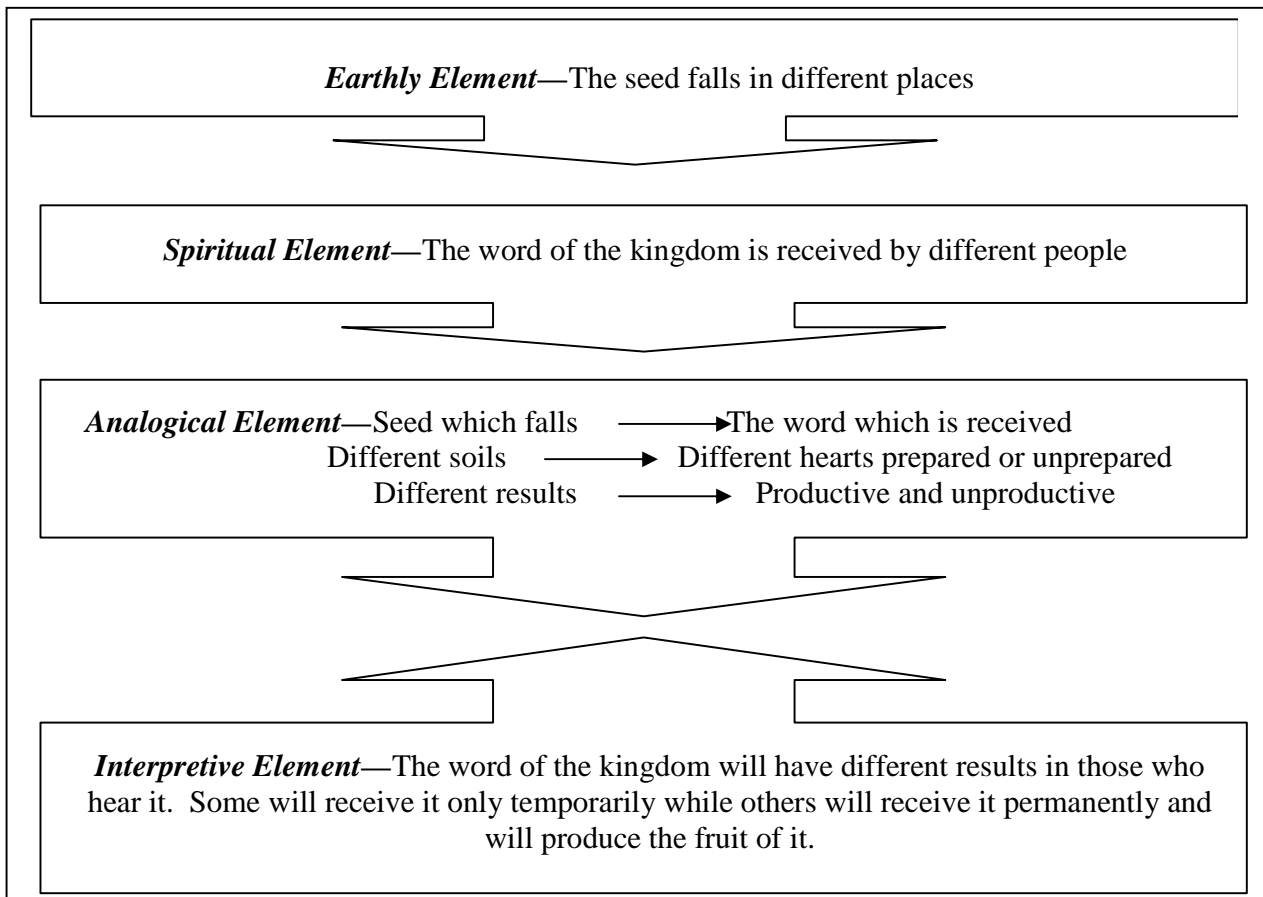 Earthly Element—The seed falls in different places
Spiritual Element—The word of the kingdom is received by different people
Analogical Element—Seed which falls The word which is received
Different soils Different hearts prepared or unprepared
Different results Productive and unproductive
Interpretive Element—The word of the kingdom will have different results in those who
hear it. Some will receive it only temporarily while others will receive it permanently and
will produce the fruit of it.